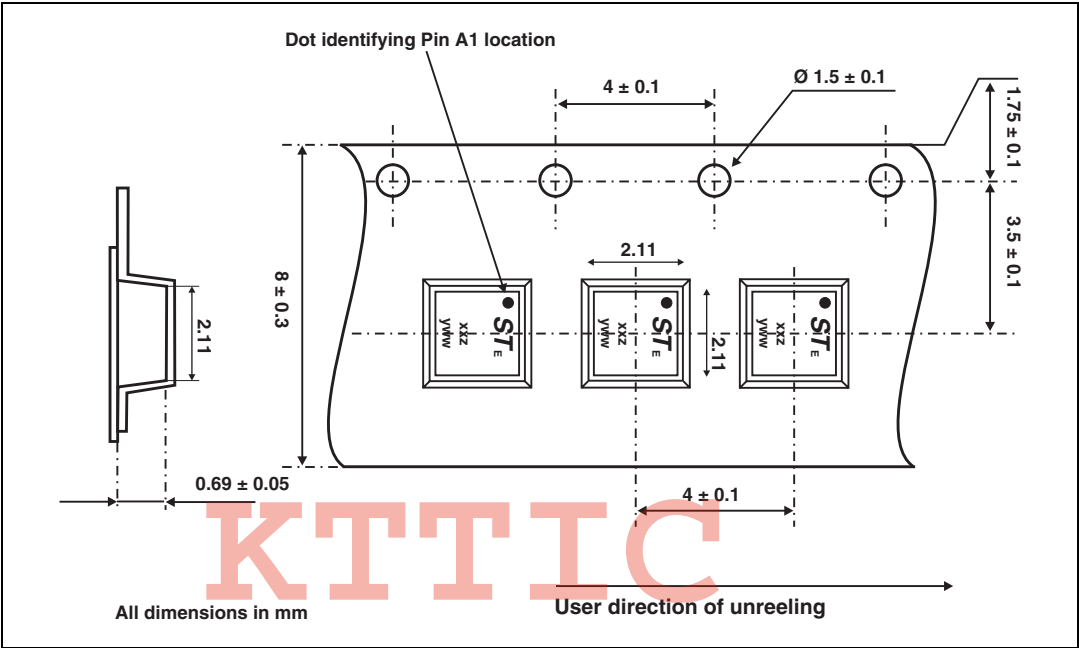 Dot identifying Pin A1 location
Ø 1.5 ± 0.1
4 ± 0.1
1.75 ± 0.1
3.5 ± 0.1
8 ± 0.3
2.11
2.11
2.11
ST
E
xxz
yww
ST
E
xxz
yww
ST
E
xxz
yww
0.69 ± 0.05
4 ± 0.1
KTTIC
User direction of unreeling
All dimensions in mm